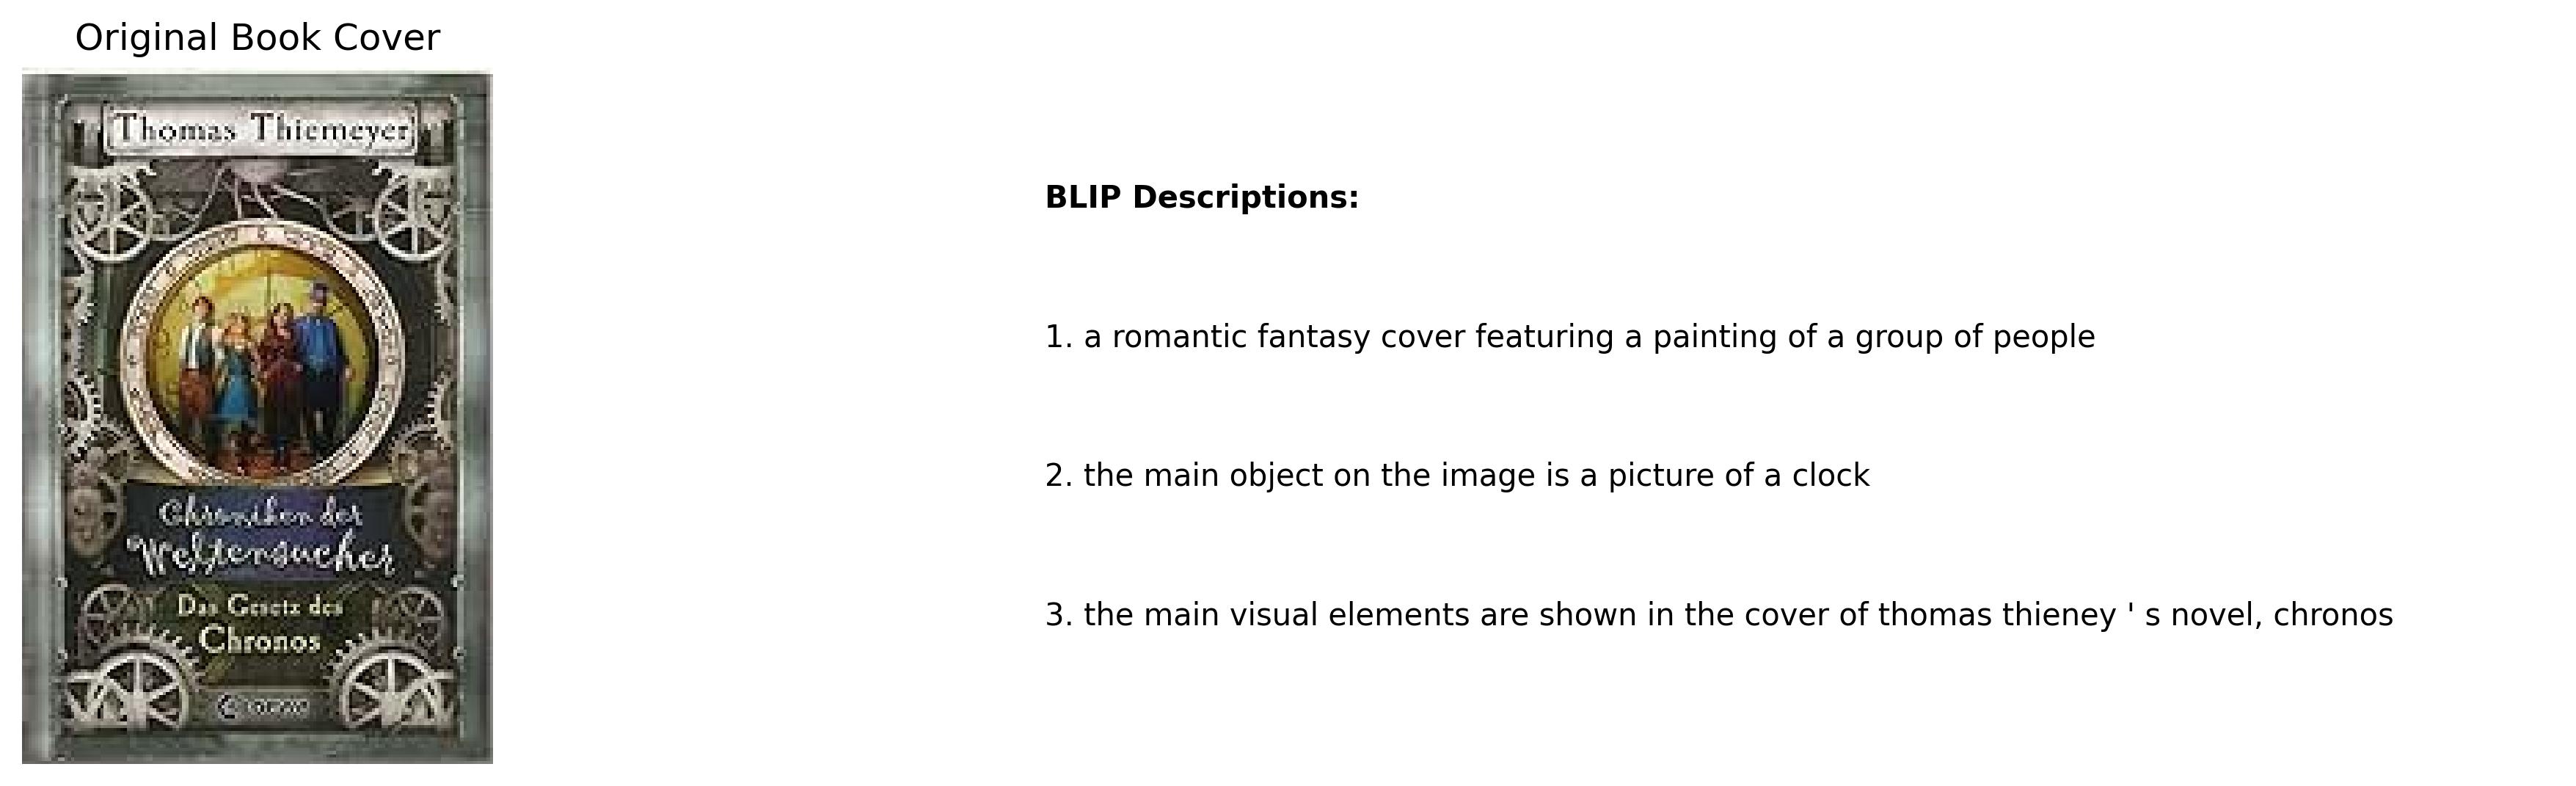 Original Book Cover
Thomas Thiemeyer
Chroniken der
Weltensucher
Das Gesetz des
Chronos
BLIP Descriptions:
1. a romantic fantasy cover featuring a painting of a group of people
2. the main object on the image is a picture of a clock
3. the main visual elements are shown in the cover of thomas thieney ' s novel, chronos